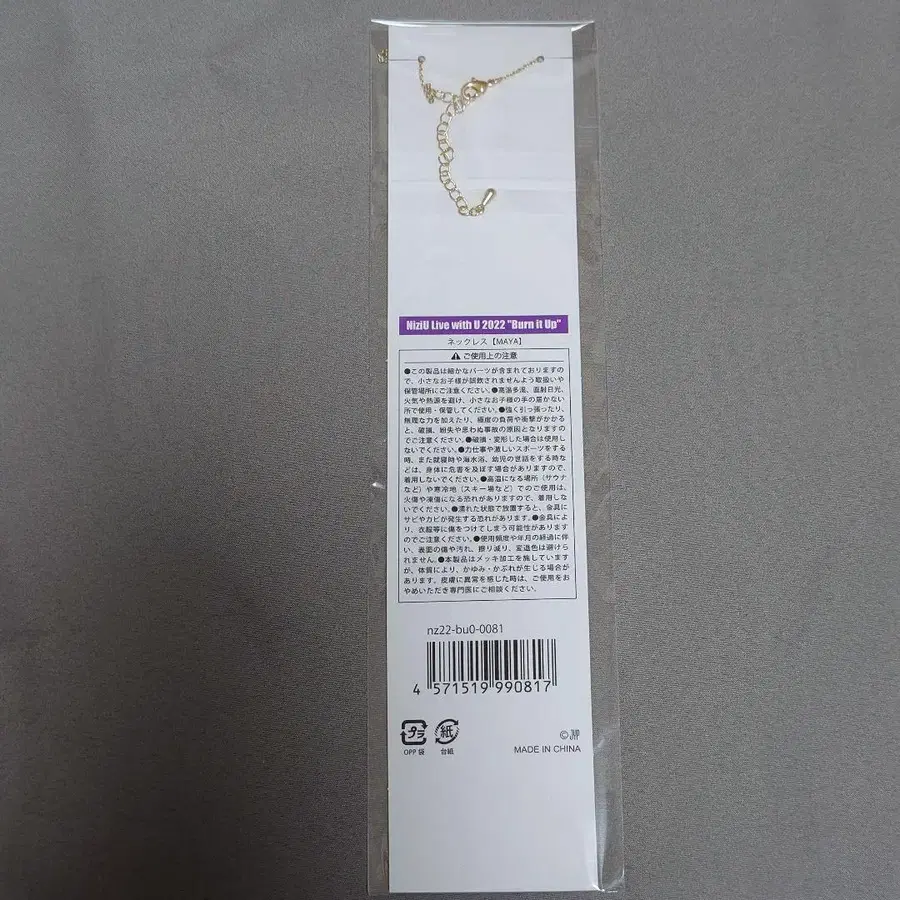 NiziU Live with U 2022 "Burn it Up"
ネックレス【MAYA】
ご使用上の注意
●この製品は細かなパーツが含まれておりますの
で、小さなお子様が誤飲されませんよう取扱いや
保管場所にご注意ください。●高温多湿、直射日光、
火気や熱源を避け、小さなお子様の手の届かない
所で使用・保管してください。●強く引っ張ったり、
無理な力を加えたり、極度の負荷や衝撃がかかる
と、破損、紛失や思わぬ事故の原因となりますの
でご注意ください。●破損・変形した場合は使用し
ないでください。●力仕事や激しいスポーツをする
時、また就寝時や海水浴、幼児の世話をする時な
どは、身体に危害を及ぼす場合がありますので、
着用しないでください。●高温になる場所（サウナ
など）や寒冷地（スキー場など）でのご使用は、
火傷や凍傷になる恐れがありますので、着用しな
いでください。●濡れた状態で放置すると、金具に
サビやカビが発生する恐れがあります。●金具によ
り、衣服等に傷をつけてしまう可能性があります
のでご注意ください。●使用頻度や年月の経過に伴
い、表面の傷や汚れ、擦り減り、変退色は避けら
れません。●本製品はメッキ加工を施しています
が、体質により、かゆみ・かぶれが生じる場合が
あります。皮膚に異常を感じた時は、ご使用をお
やめいただき専門医にご相談ください。
nz22-bu0-0081
4 571519 990817
プラ
OPP 袋
紙
台紙
©JYP
MADE IN CHINA